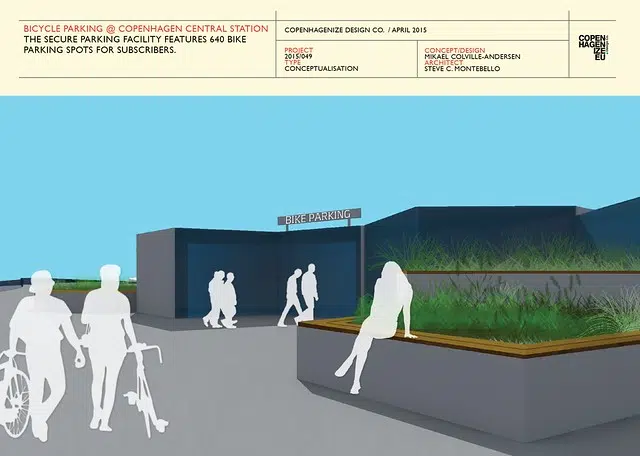 BICYCLE PARKING @ COPENHAGEN CENTRAL STATION
THE SECURE PARKING FACILITY FEATURES 640 BIKE
PARKING SPOTS FOR SUBSCRIBERS.
COPENHAGENIZE DESIGN CO. / APRIL 2015
PROJECT
2015/049
TYPE
CONCEPTUALISATION
CONCEPT/DESIGN
MIKAEL COLVILLE-ANDERSEN
ARCHITECT
STEVE C. MONTEBELLO
COPEN
HAGEN
IZE
EU
BIKE PARKING